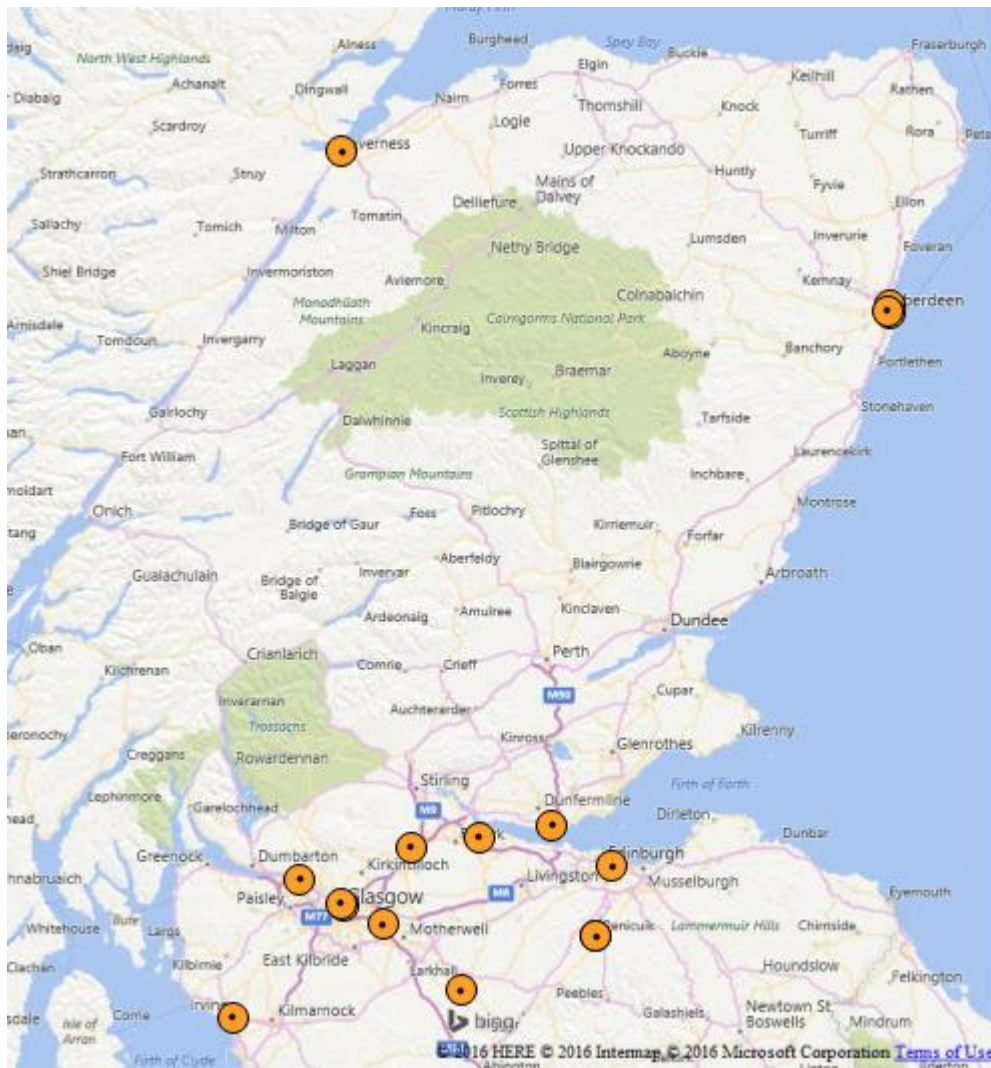 Moray Firth
Alness
Burghead
Spey Bay
Buckie
Fraserburgh
North West Highlands
Achanalt
Dingwall
Elgin
Keilhill
Rathen
Diabaig
Nairn
Forres
Thomshill
Knock
Scardroy
Logie
Turriff
Rora
Strathcarron
Struy
Upper Knockando
Huntly
Mains of
Dalvey
Fyvie
Delliefure
Ellon
Sallachy
Tomich
Milton
Tomatin
Lumsden
Inverurie
Foveran
Nethy Bridge
Shiel Bridge
Invermoriston
Aviemore
Kemnay
Colnabaichin
Monadhliath
Mountains
Kincraig
Cairngorms National Park
Tomdoun
Invergarry
Aboyne
Banchory
Portlethen
Laggan
Inverey
Braemar
Gairlochy
Dalwhinnie
Scottish Highlands
Tarfside
Stonehaven
Spittal of
Glenshee
Fort William
Laurencekirk
Grampian Mountains
Inchbare
Montrose
Onich
Bridge of Gaur
Foss
Pitlochry
Kirriemuir
Forfar
Gualachulain
Bridge of
Balgie
Invervar
Aberfeldy
Blairgowrie
Arbroath
Ardeonaig
Amulree
Kinclaven
Dundee
Oban
Crianlarich
Perth
Kilchrenan
Comrie
Crieff
M90
Cupar
Inverarnan
Auchterarder
Trossachs
Kinross
Kilrenny
Creggans
Rowardennan
Glenrothes
Stirling
Firth of Forth
Lephinmore
Garelochhead
M9
Dunfermline
Dirleton
Dunbar
Greenock
Dumbarton
Kirkintilloch
Edinburgh
Livingston
Musselburgh
M8
Eyemouth
Paisley
Glasgow
M77
Bute
Whitehouse
Largs
Motherwell
Penicuik
Lammermuir Hills
Chirnside
Kilbirnie
East Kilbride
Clachan
Larkhall
Houndslow
Felkington
Peebles
Irvine
Kilmarnock
Isle of
Arran
Corrie
bing
Galashiels
Newtown St
Boswells
Mindrum
Firth of Clyde
Abington
© 2016 HERE © 2016 Intermap © 2016 Microsoft Corporation Terms of Use